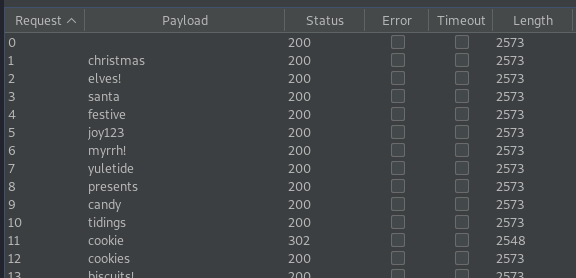 Request Payload Status Error Timeout Length
0 200 2573
1 christmas 200 2573
2 elves! 200 2573
3 santa 200 2573
4 festive 200 2573
5 joy123 200 2573
6 myrrh! 200 2573
7 yuletide 200 2573
8 presents 200 2573
9 candy 200 2573
10 tidings 200 2573
11 cookie 302 2548
12 cookies 200 2573
13 biscuits! 200 2573